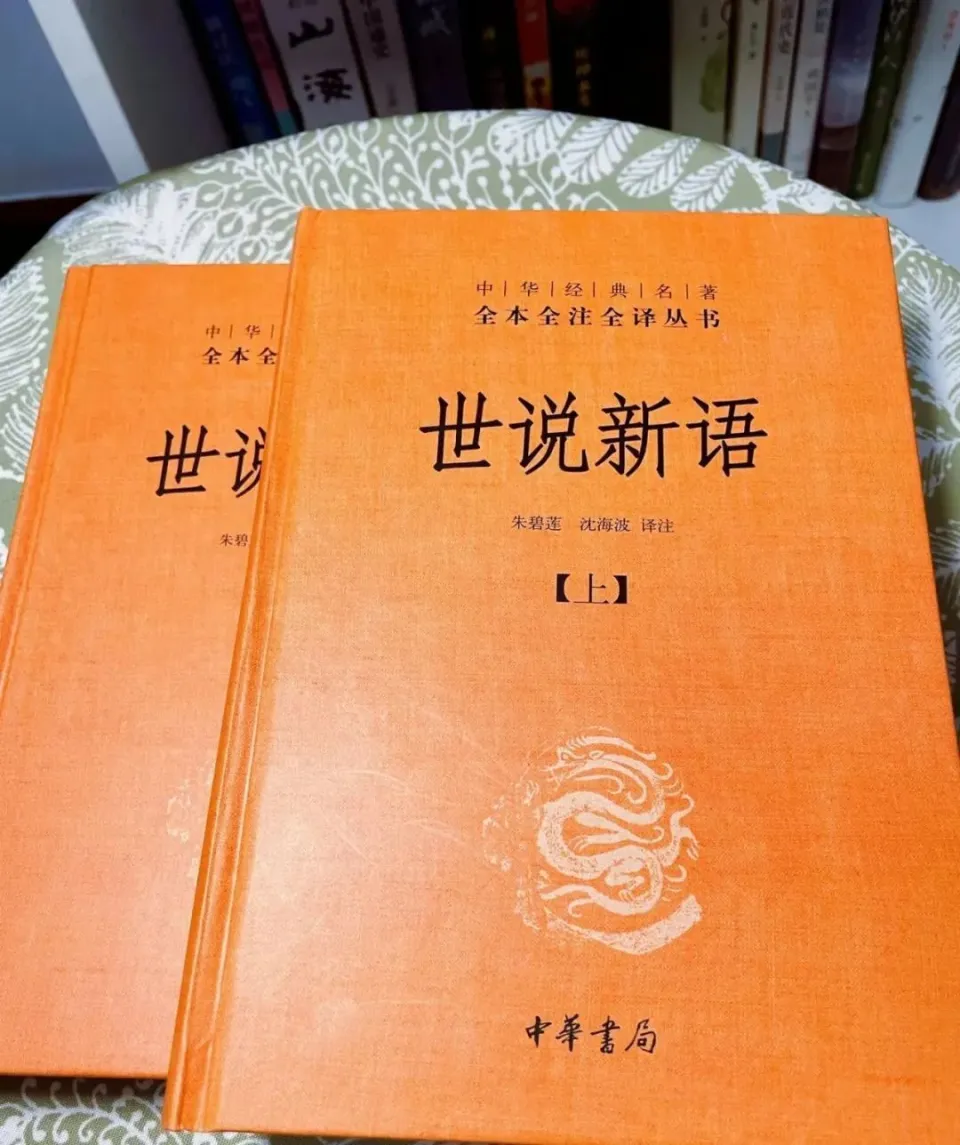 山海
中｜华｜经｜典｜名｜著
全本全注全译丛书
世说新语
朱碧莲 沈海波 译注
【上】
中華書局
中｜华｜
全本全
世说
朱碧